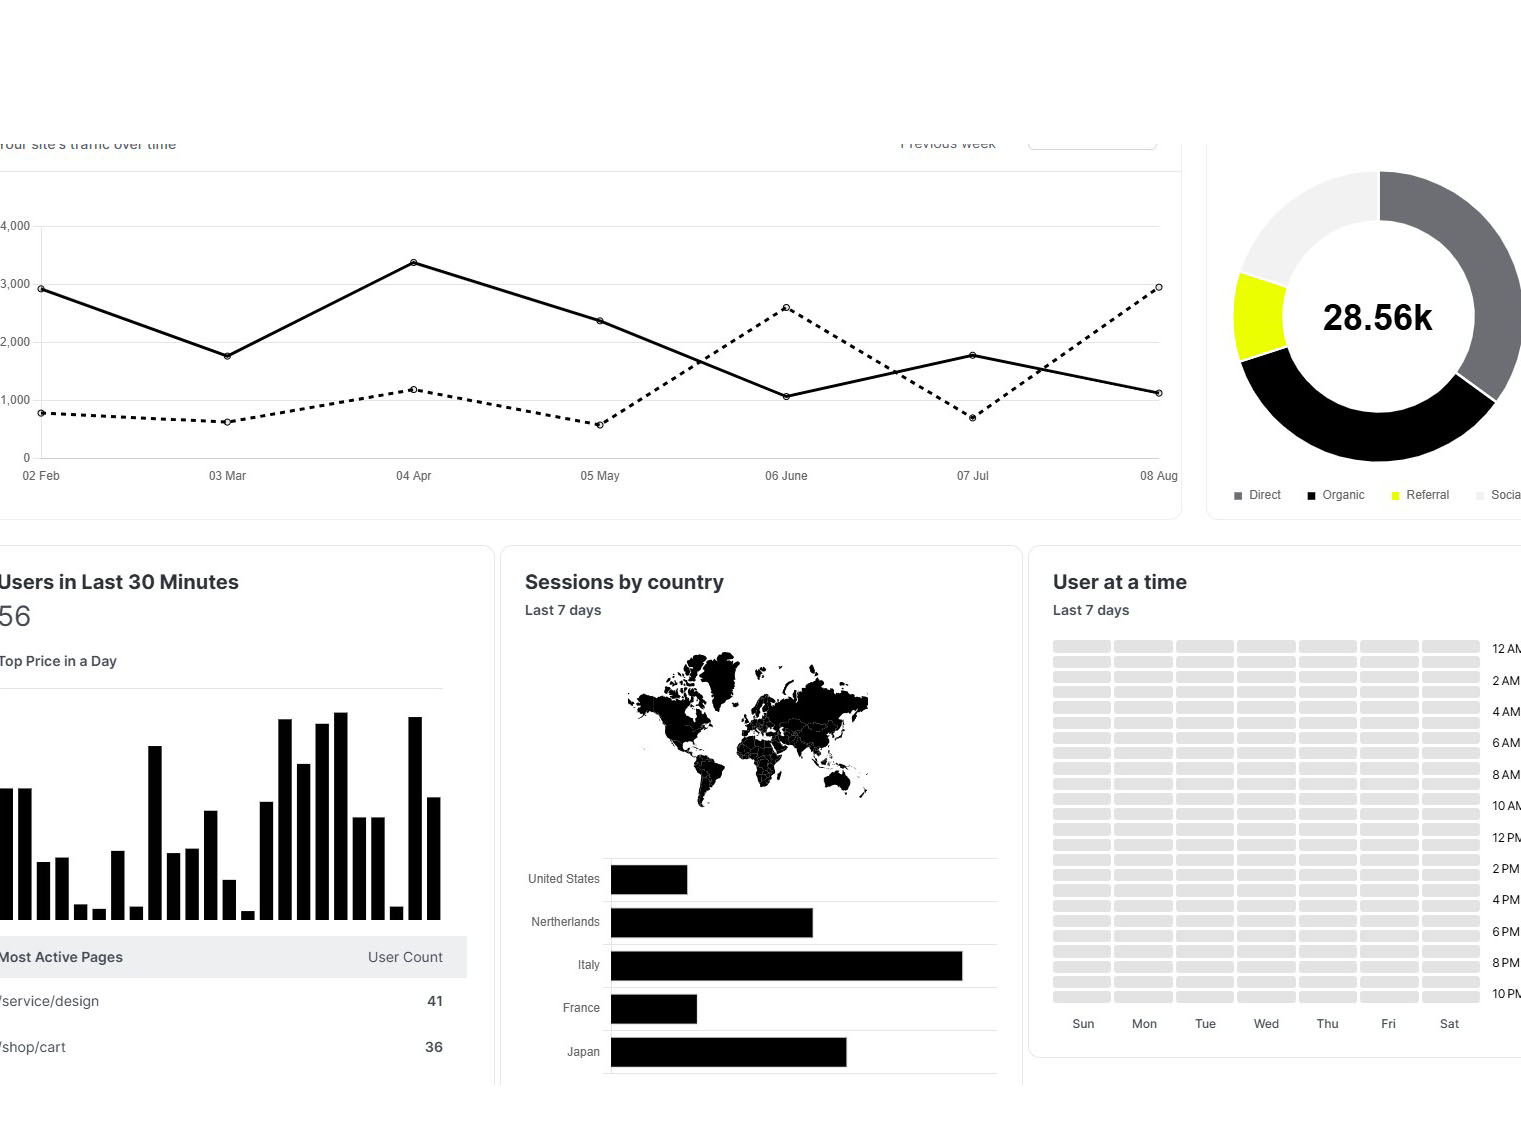 Your site's traffic over time
Previous week
4,000
3,000
2,000
1,000
0
02 Feb 03 Mar 04 Apr 05 May 06 June 07 Jul 08 Aug
28.56k
Direct Organic Referral Socia
Users in Last 30 Minutes
56
Top Price in a Day
Most Active Pages User Count
/service/design 41
/shop/cart 36
Sessions by country
Last 7 days
United States
Nertherlands
Italy
France
Japan
User at a time
Last 7 days
12 AM
2 AM
4 AM
6 AM
8 AM
10 AM
12 PM
2 PM
4 PM
6 PM
8 PM
10 PM
Sun Mon Tue Wed Thu Fri Sat